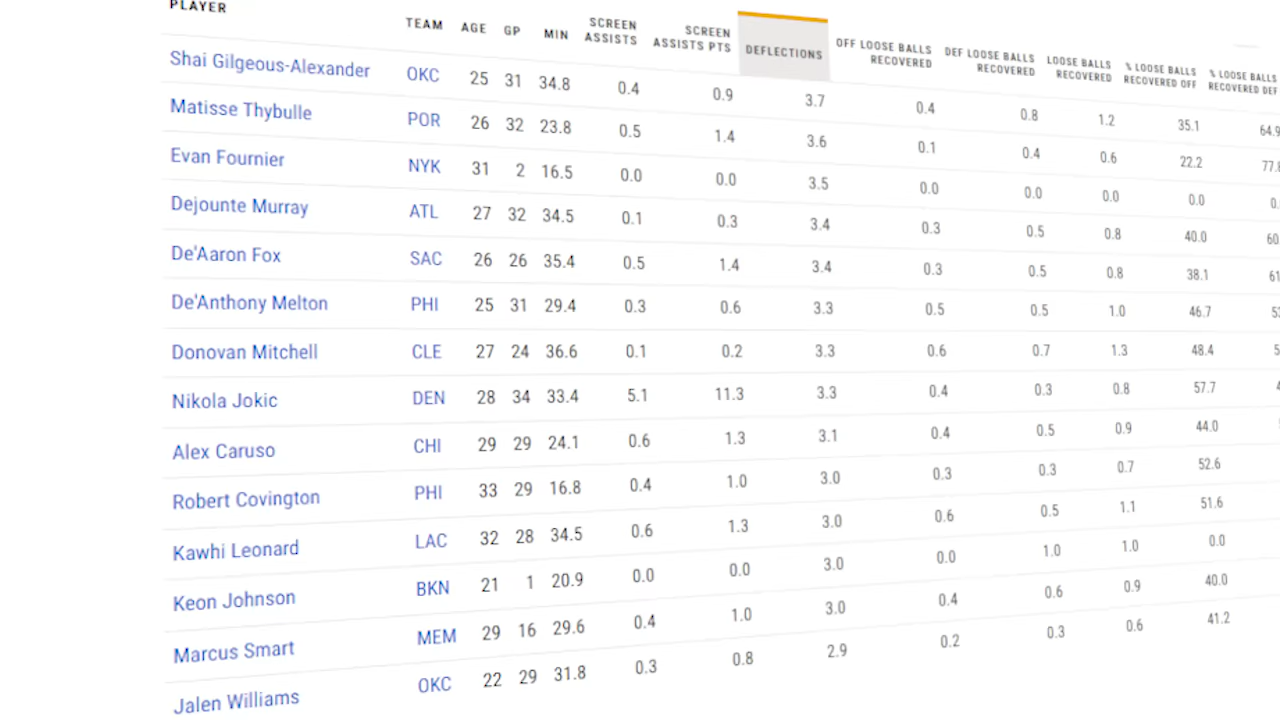 PLAYER TEAM AGE GP MIN SCREEN ASSISTS SCREEN ASSISTS PTS DEFLECTIONS OFF LOOSE BALLS RECOVERED DEF LOOSE BALLS RECOVERED LOOSE BALLS RECOVERED % LOOSE BALLS RECOVERED OFF % LOOSE BALLS RECOVERED DEF
Shai Gilgeous-Alexander OKC 25 31 34.8 0.4 0.9 3.7 0.4 0.8 1.2 35.1 64.9
Matisse Thybulle POR 26 32 23.8 0.5 1.4 3.6 0.1 0.4 0.6 22.2 77.8
Evan Fournier NYK 31 2 16.5 0.0 0.0 3.5 0.0 0.0 0.0 0.0
Dejounte Murray ATL 27 32 34.5 0.1 0.3 3.4 0.3 0.5 0.8 40.0 60.
De'Aaron Fox SAC 26 26 35.4 0.5 1.4 3.4 0.3 0.5 0.8 38.1 61
De'Anthony Melton PHI 25 31 29.4 0.3 0.6 3.3 0.5 0.5 1.0 46.7
Donovan Mitchell CLE 27 24 36.6 0.1 0.2 3.3 0.6 0.7 1.3 48.4
Nikola Jokic DEN 28 34 33.4 5.1 11.3 3.3 0.4 0.3 0.8 57.7
Alex Caruso CHI 29 29 24.1 0.6 1.3 3.1 0.4 0.5 0.9 44.0
Robert Covington PHI 33 29 16.8 0.4 1.0 3.0 0.3 0.3 0.7 52.6
Kawhi Leonard LAC 32 28 34.5 0.6 1.3 3.0 0.6 0.5 1.1 51.6
Keon Johnson BKN 21 1 20.9 0.0 0.0 3.0 0.0 1.0 1.0 0.0
Marcus Smart MEM 29 16 29.6 0.4 1.0 3.0 0.4 0.6 0.9 40.0
Jalen Williams OKC 22 29 31.8 0.3 0.8 2.9 0.2 0.3 0.6 41.2